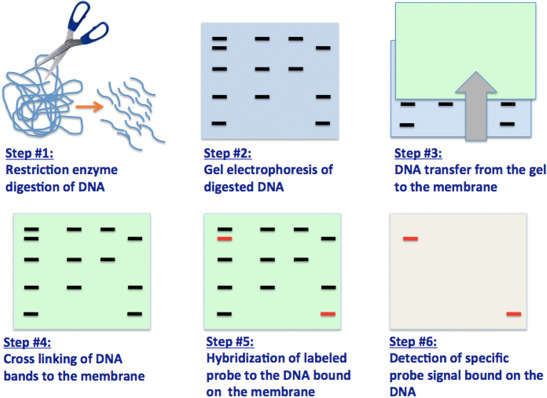 Step #1:
Restriction enzyme
digestion of DNA
Step #2:
Gel electrophoresis of
digested DNA
Step #3:
DNA transfer from the gel
to the membrane
Step #4:
Cross linking of DNA
bands to the membrane
Step #5:
Hybridization of labeled
probe to the DNA bound
on the membrane
Step #6:
Detection of specific
probe signal bound on the
DNA